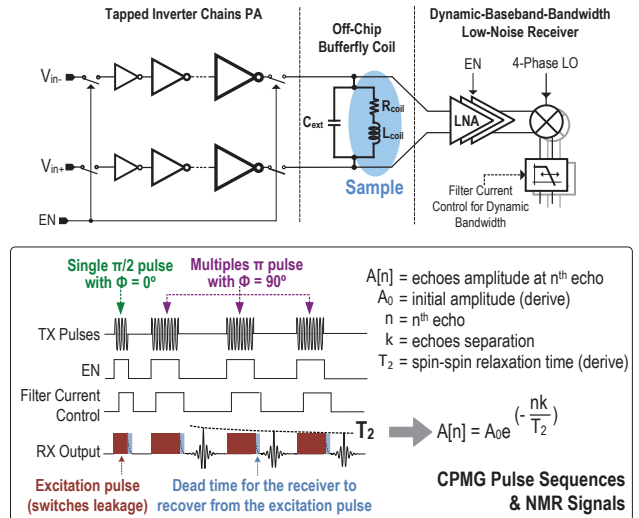 Tapped Inverter Chains PA
Off-Chip
Bufferfly Coil
Dynamic-Baseband-Bandwidth
Low-Noise Receiver
EN
4-Phase LO
Vin-
Rcoil
Cext
LNA
Lcoil
Vin+
Sample
Filter Current
Control for Dynamic
Bandwidth
EN
Single π/2 pulse
with Φ = 0º
Multiples π pulse
with Φ = 90º
A[n] = echoes amplitude at nth echo
A0 = initial amplitude (derive)
n = nth echo
k = echoes separation
T2 = spin-spin relaxation time (derive)
TX Pulses
EN
Filter Current
Control
T2
RX Output
A[n] = A0e(- nk/T2)
Excitation pulse
(switches leakage)
Dead time for the receiver to
recover from the excitation pulse
CPMG Pulse Sequences
& NMR Signals